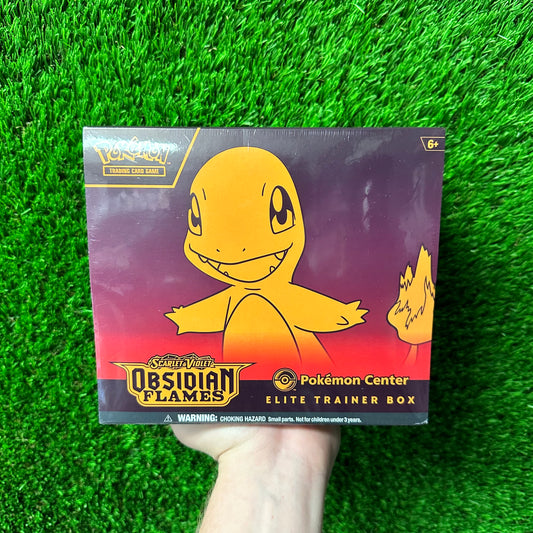 Pokémon
TRADING CARD GAME
6+
SCARLET & VIOLET
OBSIDIAN
FLAMES
Pokémon Center
ELITE TRAINER BOX
WARNING: CHOKING HAZARD Small parts. Not for children under 3 years.